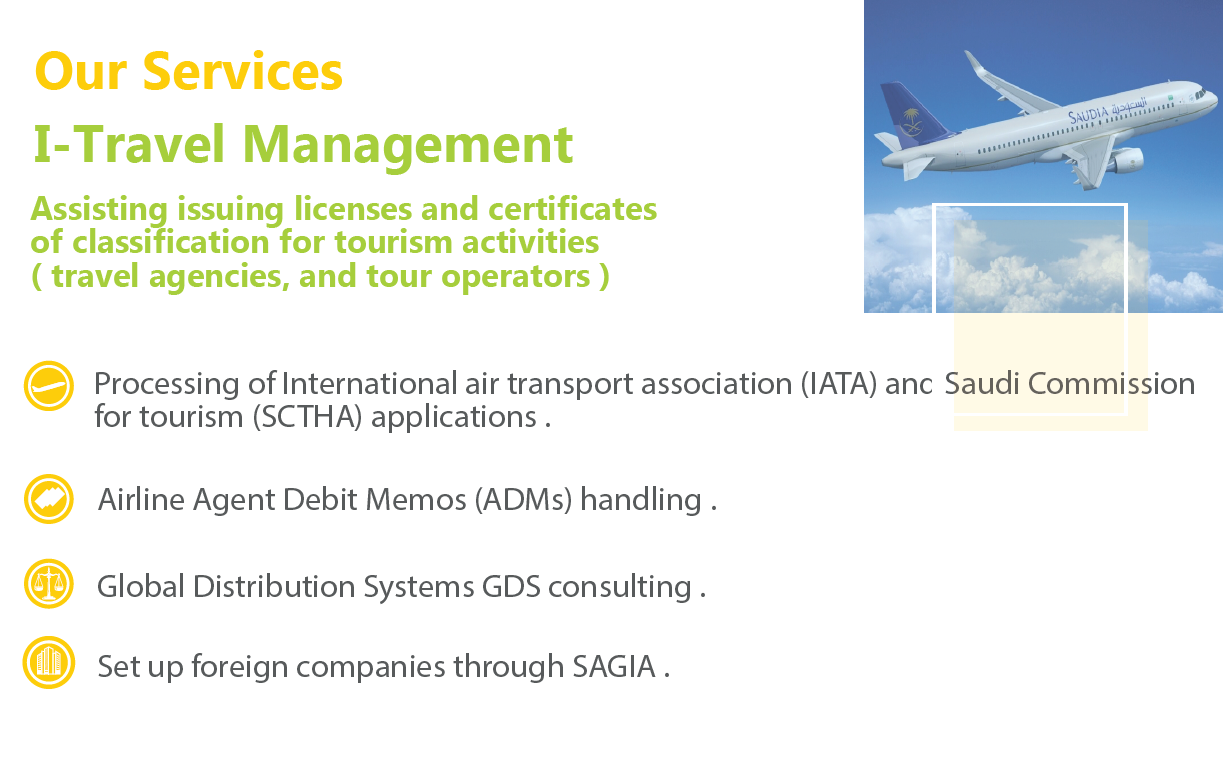 Our Services
I-Travel Management
Assisting issuing licenses and certificates
of classification for tourism activities
( travel agencies, and tour operators )
SAUDIA السعودية
Processing of International air transport association (IATA) and Saudi Commission
for tourism (SCTHA) applications .
Airline Agent Debit Memos (ADMs) handling .
Global Distribution Systems GDS consulting .
Set up foreign companies through SAGIA .